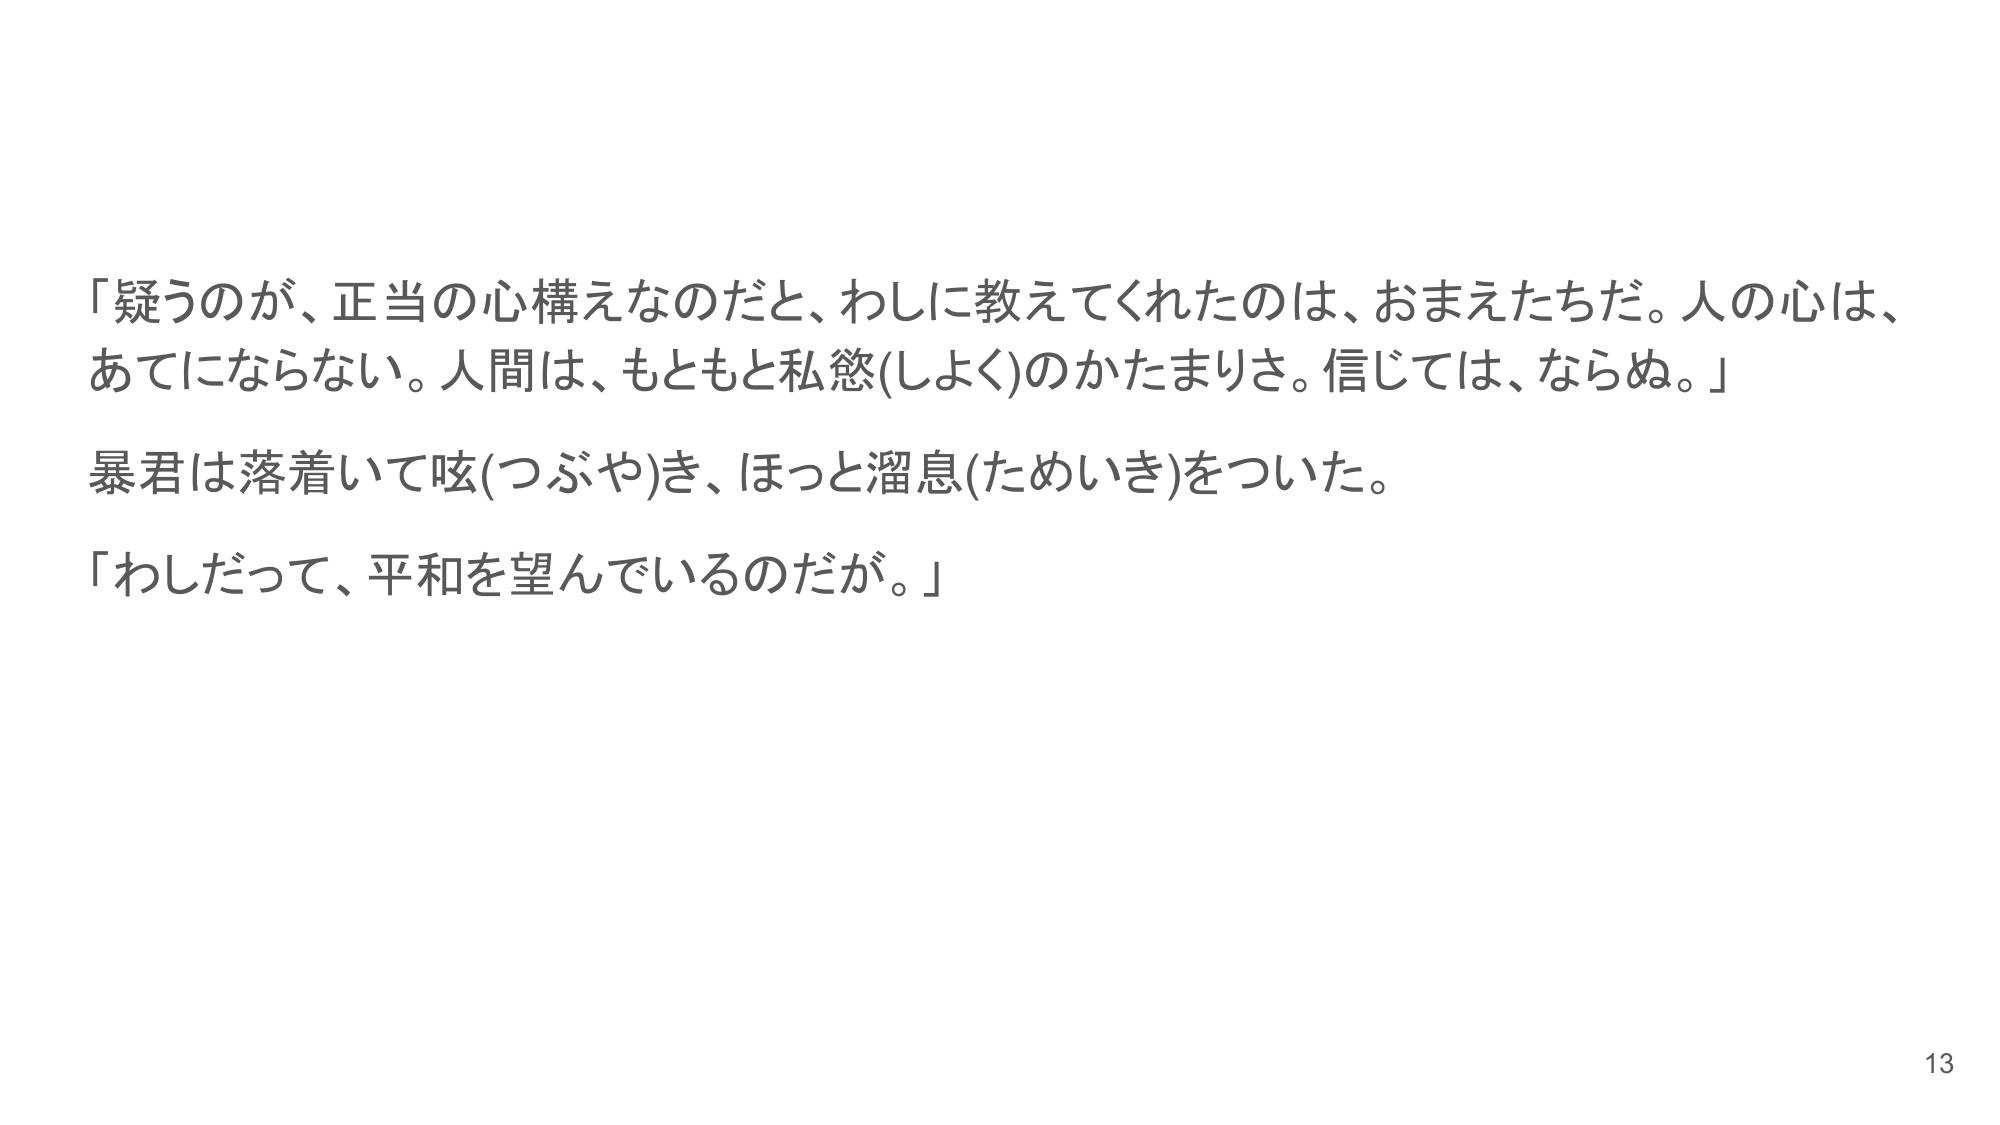 「疑うのが、正当の心構えなのだと、わしに教えてくれたのは、おまえたちだ。人の心は、
あてにならない。人間は、もともと私慾(しよく)のかたまりさ。信じては、ならぬ。」
暴君は落着いて呟(つぶや)き、ほっと溜息(ためいき)をついた。
「わしだって、平和を望んでいるのだが。」
13